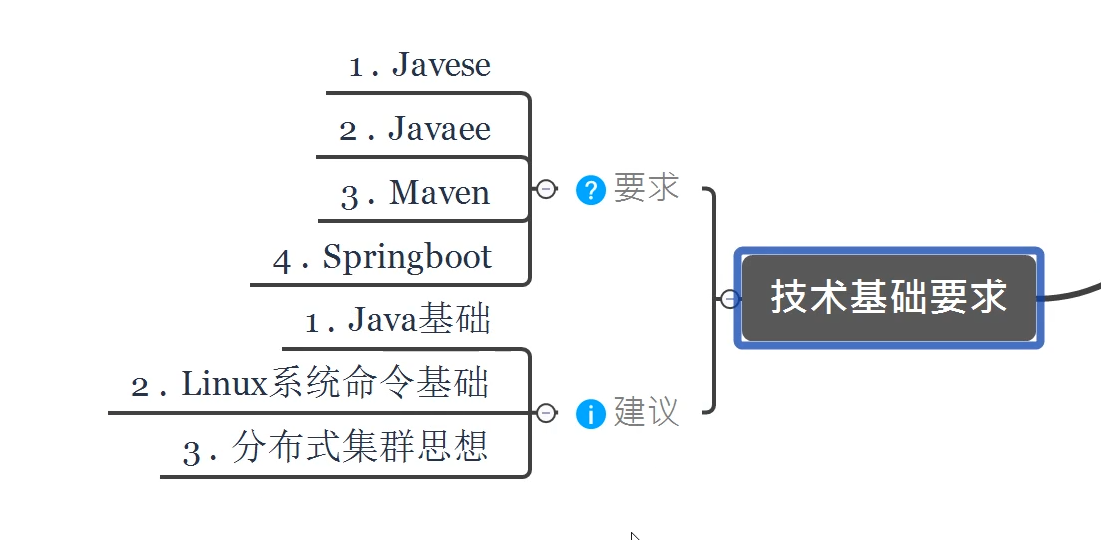 1. Javese
2. Javaee
3. Maven
4. Springboot
要求
技术基础要求
1. Java基础
2. Linux系统命令基础
3. 分布式集群思想
建议